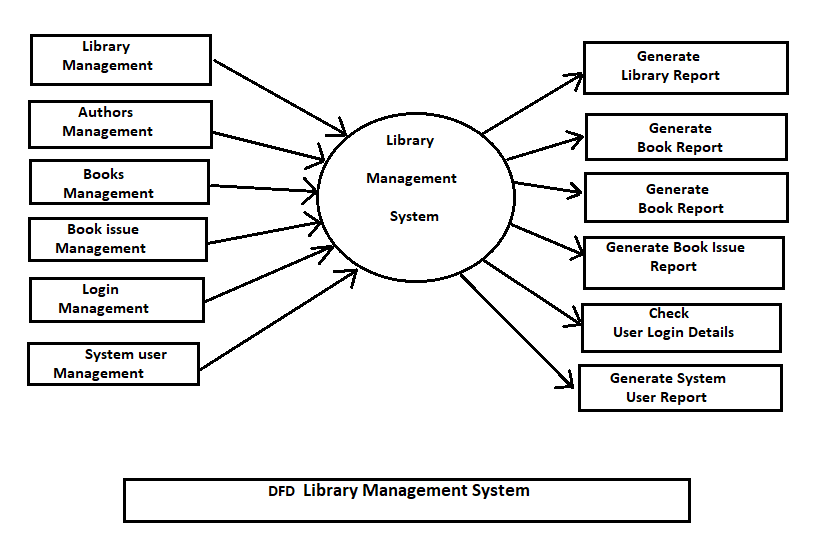 Library
Management
Authors
Management
Books
Management
Book issue
Management
Login
Management
System user
Management
Library
Management
System
Generate
Library Report
Generate
Book Report
Generate
Book Report
Generate Book Issue
Report
Check
User Login Details
Generate System
User Report
DFD Library Management System